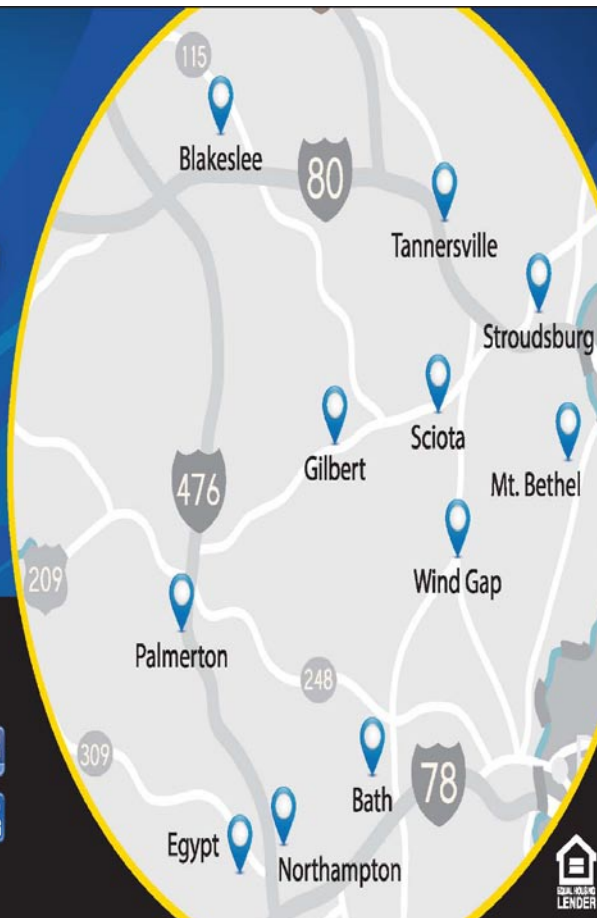 115
Blakeslee
80
Tannersville
Stroudsburg
Sciota
Gilbert
Mt. Bethel
476
Wind Gap
209
Palmerton
248
309
78
Bath
Egypt
Northampton
EQUAL HOUSING
LENDER